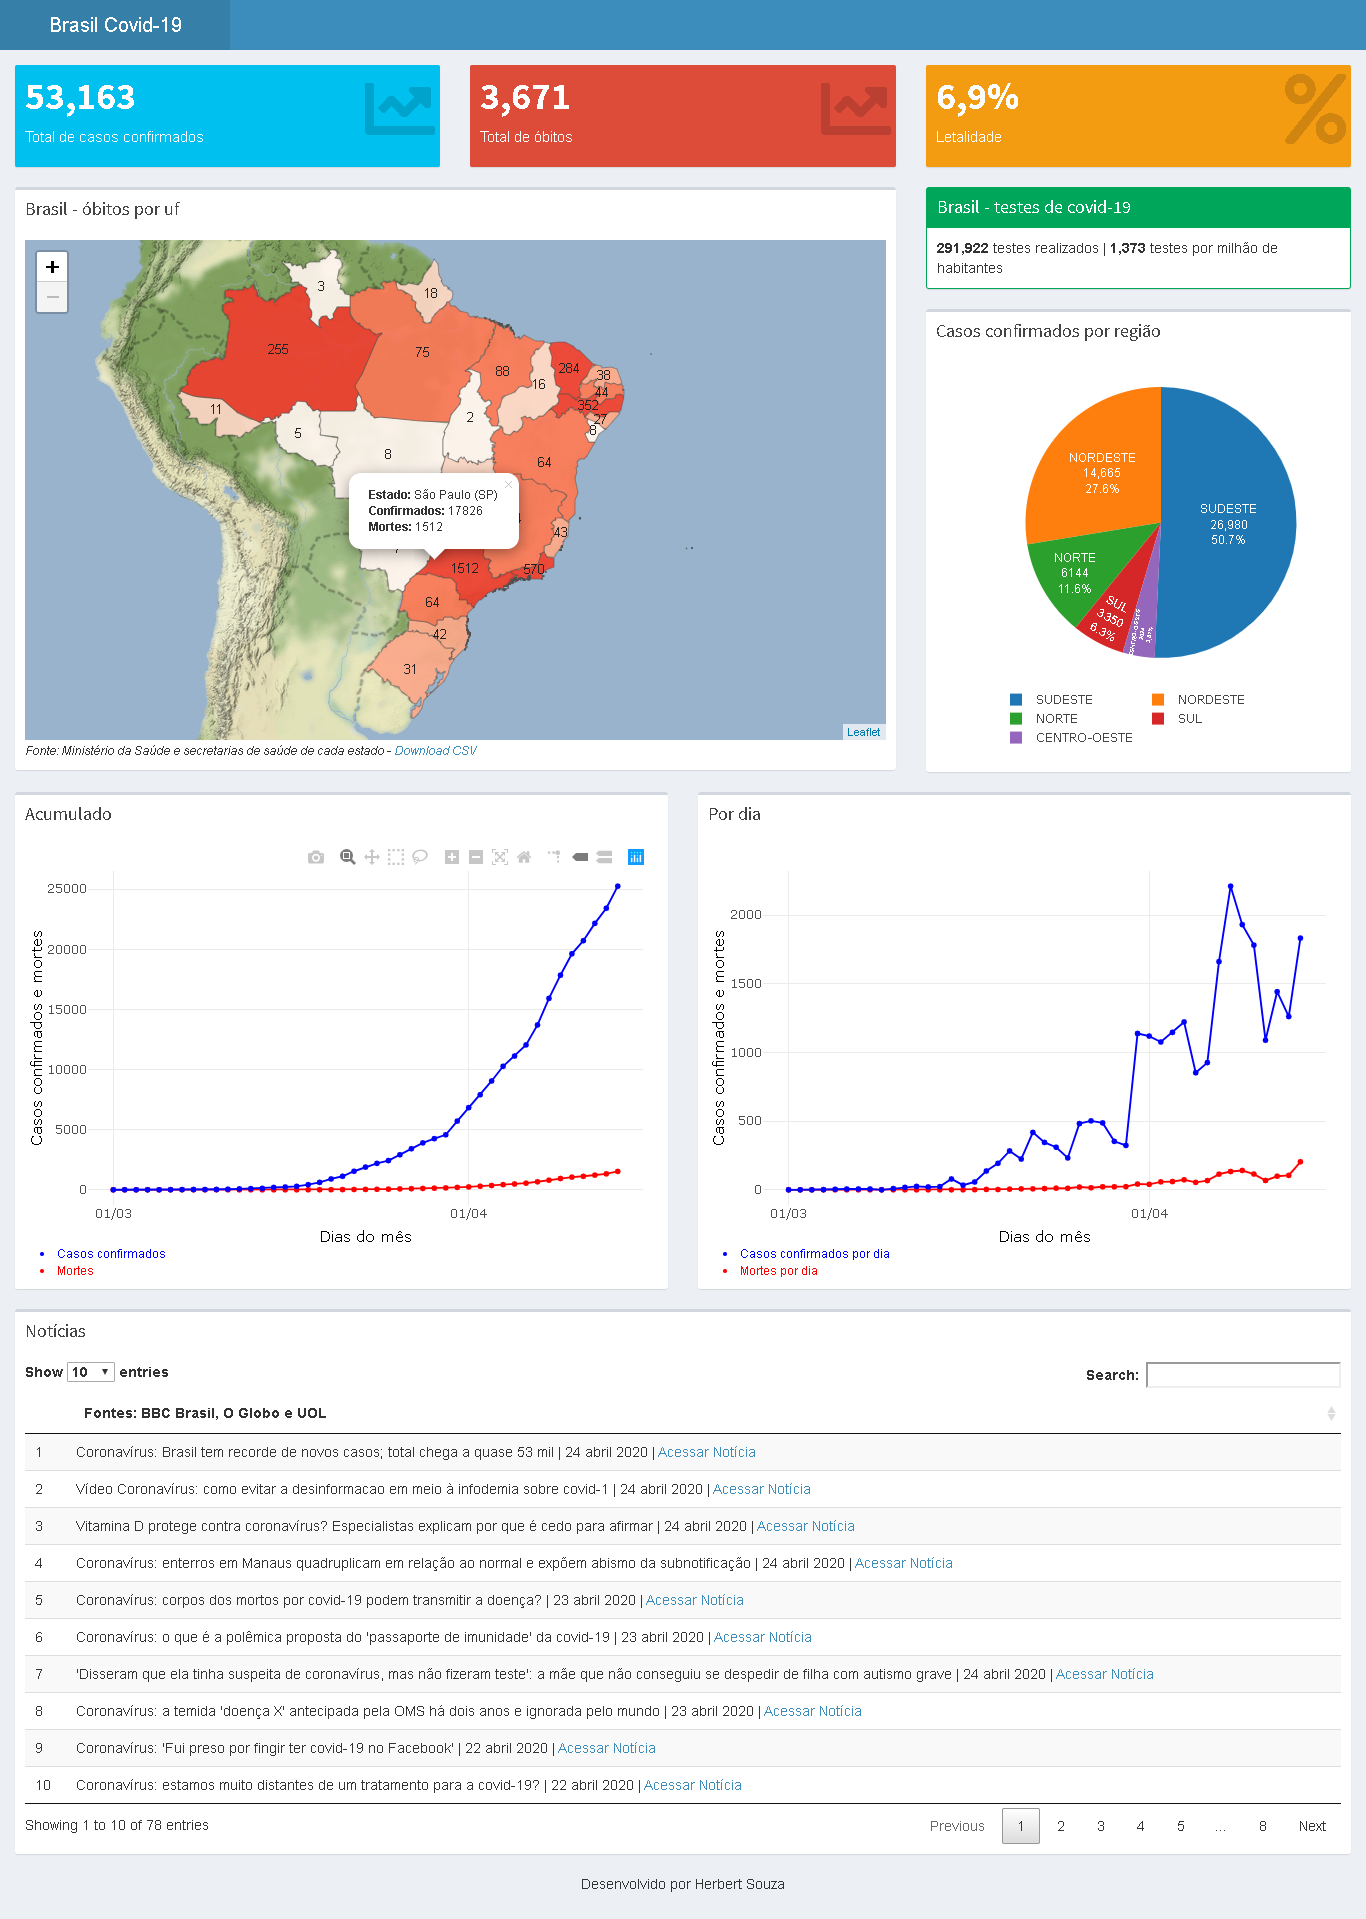 Brasil Covid-19
53,163
Total de casos confirmados
3,671
Total de óbitos
6,9%
Letalidade
Brasil - óbitos por uf
+
−
3
18
255
75
88
16
284
38
44
352
27
8
11
5
2
8
64
Estado: São Paulo (SP)
Confirmados: 17826
Mortes: 1512
×
43
1512
570
64
42
31
Leaflet
Fonte: Ministério da Saúde e secretarias de saúde de cada estado - Download CSV
Brasil - testes de covid-19
291,922 testes realizados | 1,373 testes por milhão de
habitantes
Casos confirmados por região
NORDESTE
14,665
27.6%
SUDESTE
26,980
50.7%
NORTE
6144
11.6%
SUL
3,350
6.3%
SUDESTE
NORDESTE
NORTE
SUL
CENTRO-OESTE
Acumulado
25000
20000
15000
10000
5000
0
Casos confirmados e mortes
01/03
01/04
Dias do mês
Casos confirmados
Mortes
Por dia
2000
1500
1000
500
0
Casos confirmados e mortes
01/03
01/04
Dias do mês
Casos confirmados por dia
Mortes por dia
Notícias
Show 10 entries
Search:
Fontes: BBC Brasil, O Globo e UOL
1 Coronavírus: Brasil tem recorde de novos casos; total chega a quase 53 mil | 24 abril 2020 | Acessar Notícia
2 Vídeo Coronavírus: como evitar a desinformacao em meio à infodemia sobre covid-1 | 24 abril 2020 | Acessar Notícia
3 Vitamina D protege contra coronavírus? Especialistas explicam por que é cedo para afirmar | 24 abril 2020 | Acessar Notícia
4 Coronavírus: enterros em Manaus quadruplicam em relação ao normal e expõem abismo da subnotificação | 24 abril 2020 | Acessar Notícia
5 Coronavírus: corpos dos mortos por covid-19 podem transmitir a doença? | 23 abril 2020 | Acessar Notícia
6 Coronavírus: o que é a polêmica proposta do 'passaporte de imunidade' da covid-19 | 23 abril 2020 | Acessar Notícia
7 'Disseram que ela tinha suspeita de coronavírus, mas não fizeram teste': a mãe que não conseguiu se despedir de filha com autismo grave | 24 abril 2020 | Acessar Notícia
8 Coronavírus: a temida 'doença X' antecipada pela OMS há dois anos e ignorada pelo mundo | 23 abril 2020 | Acessar Notícia
9 Coronavírus: 'Fui preso por fingir ter covid-19 no Facebook' | 22 abril 2020 | Acessar Notícia
10 Coronavírus: estamos muito distantes de um tratamento para a covid-19? | 22 abril 2020 | Acessar Notícia
Showing 1 to 10 of 78 entries
Previous 1 2 3 4 5 … 8 Next
Desenvolvido por Herbert Souza